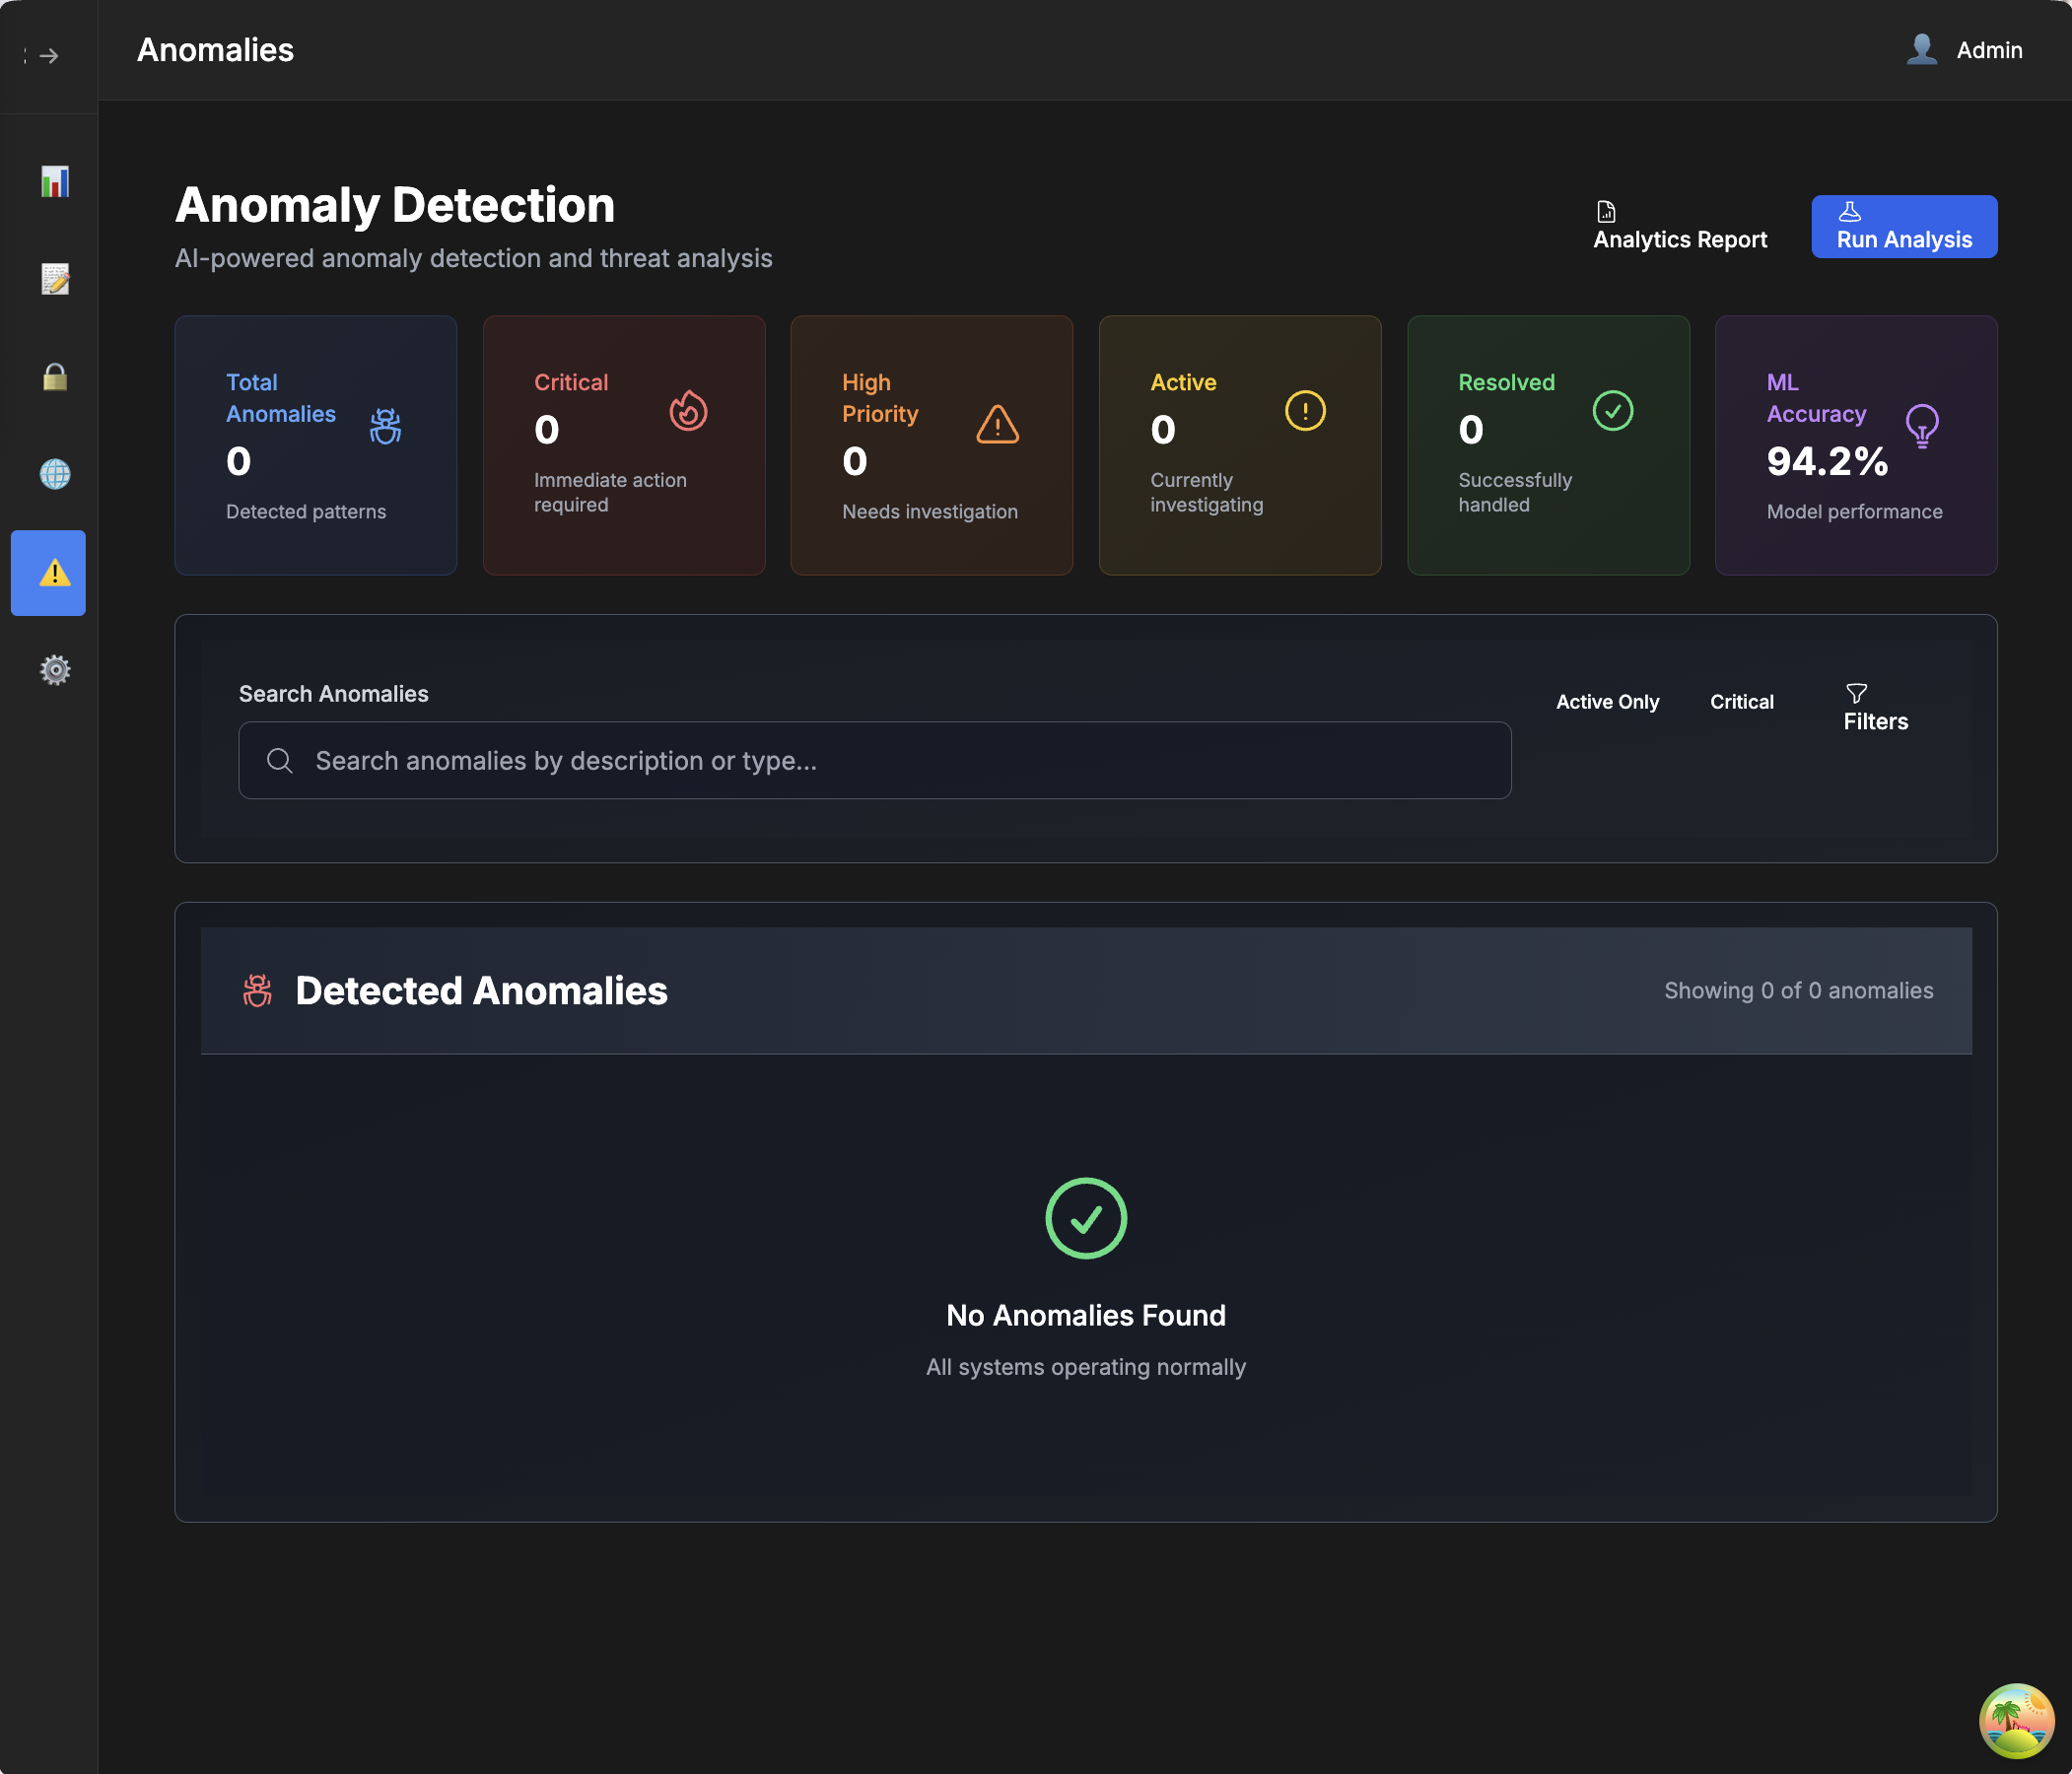 Anomalies
Admin
Anomaly Detection
AI-powered anomaly detection and threat analysis
Analytics Report
Run Analysis
Total
Anomalies
0
Detected patterns
Critical
0
Immediate action
required
High
Priority
0
Needs investigation
Active
0
Currently
investigating
Resolved
0
Successfully
handled
ML
Accuracy
94.2%
Model performance
Search Anomalies
Search anomalies by description or type...
Active Only
Critical
Filters
Detected Anomalies
Showing 0 of 0 anomalies
No Anomalies Found
All systems operating normally